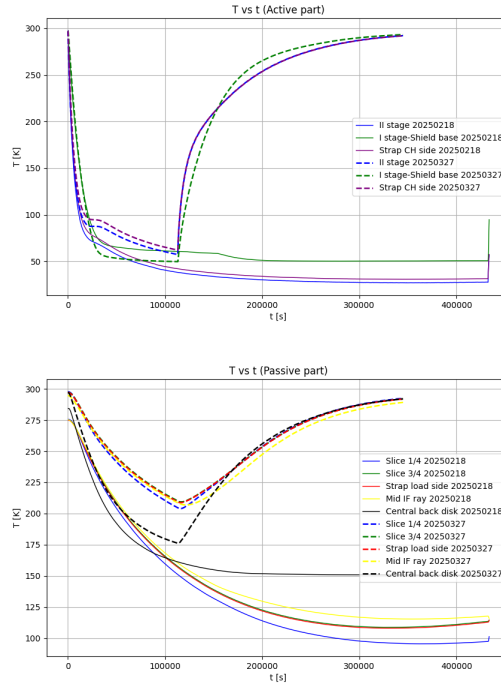 T vs t (Active part)
300
250
200
150
100
50
T [K]
II stage 20250218
I stage-Shield base 20250218
Strap CH side 20250218
II stage 20250327
I stage-Shield base 20250327
Strap CH side 20250327
0 100000 200000 300000 400000
t [s]
T vs t (Passive part)
300
275
250
225
200
175
150
125
100
T [K]
Slice 1/4 20250218
Slice 3/4 20250218
Strap load side 20250218
Mid IF ray 20250218
Central back disk 20250218
Slice 1/4 20250327
Slice 3/4 20250327
Strap load side 20250327
Mid IF ray 20250327
Central back disk 20250327
0 100000 200000 300000 400000
t [s]